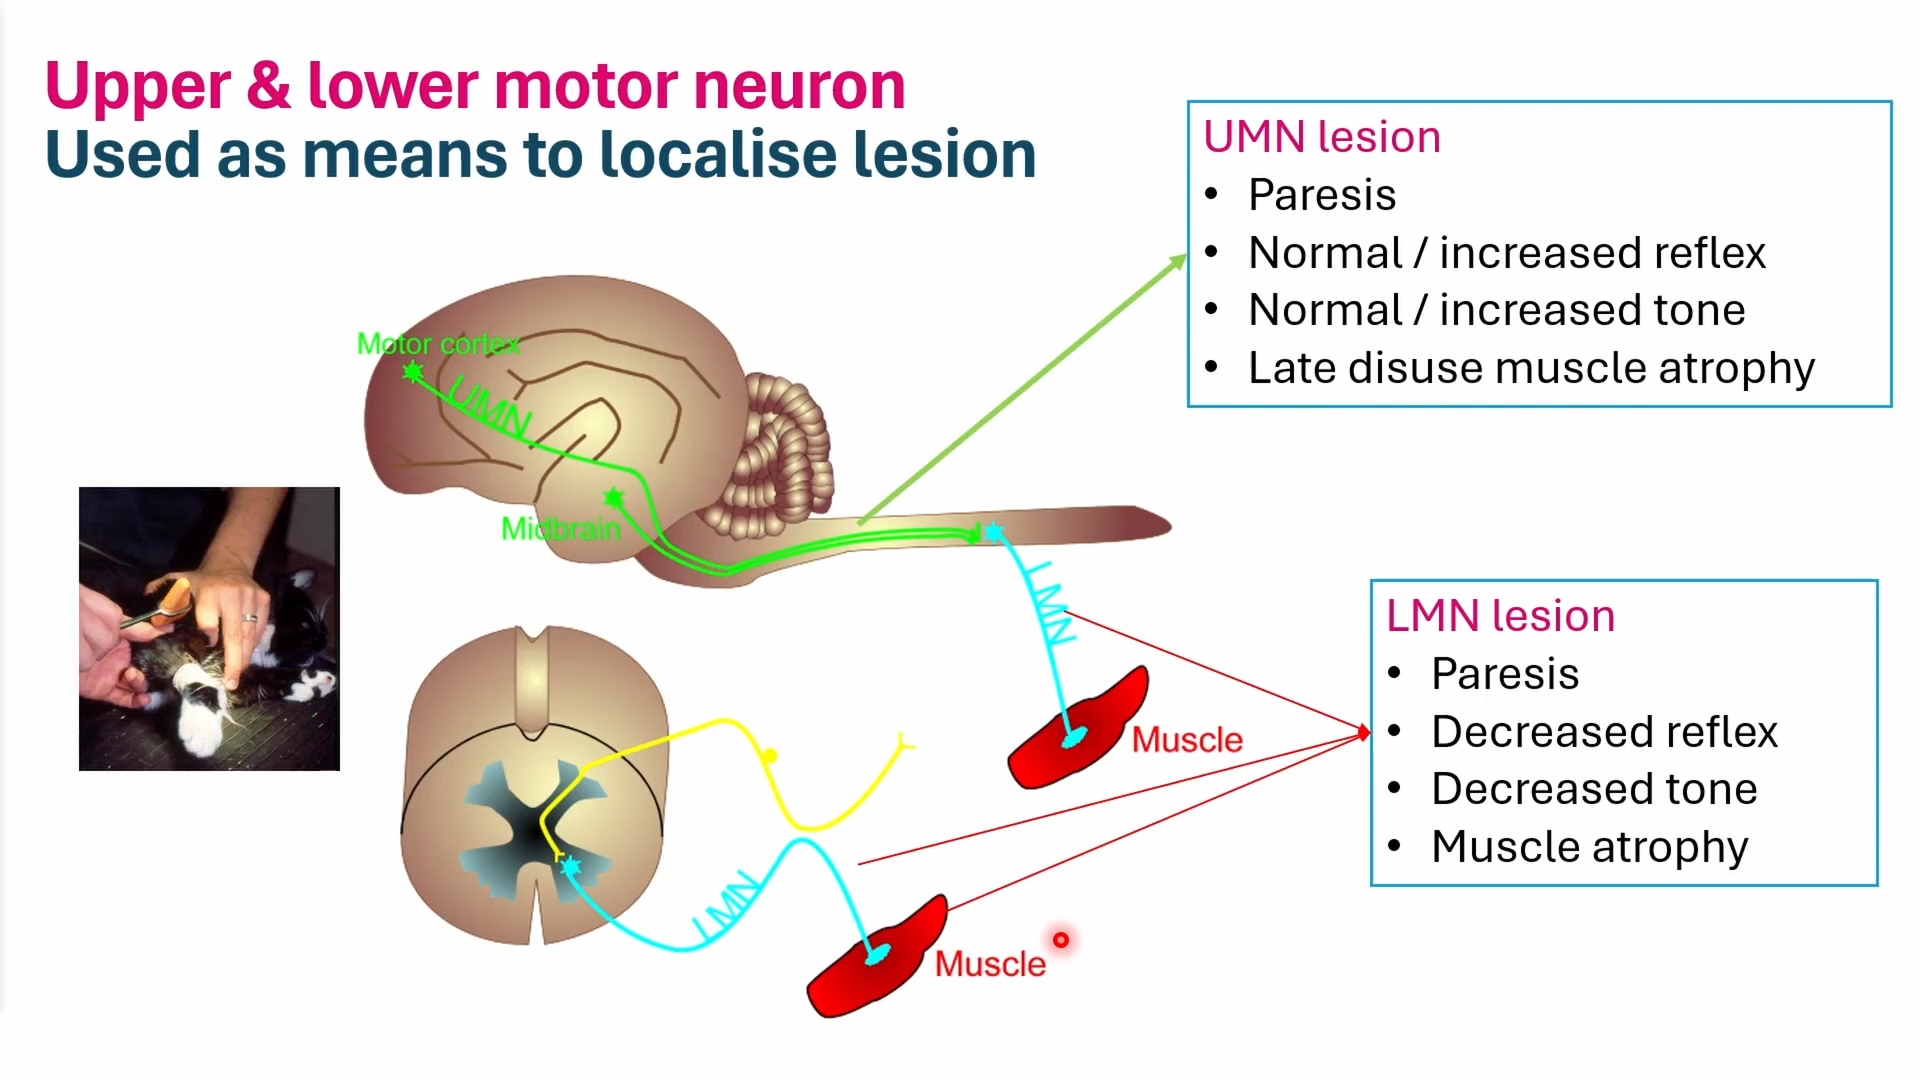 Upper & lower motor neuron
Used as means to localise lesion
UMN lesion
• Paresis
• Normal / increased reflex
• Normal / increased tone
• Late disuse muscle atrophy
Motor cortex
UMN
Midbrain
LMN
Muscle
LMN lesion
• Paresis
• Decreased reflex
• Decreased tone
• Muscle atrophy
LMN
Muscle